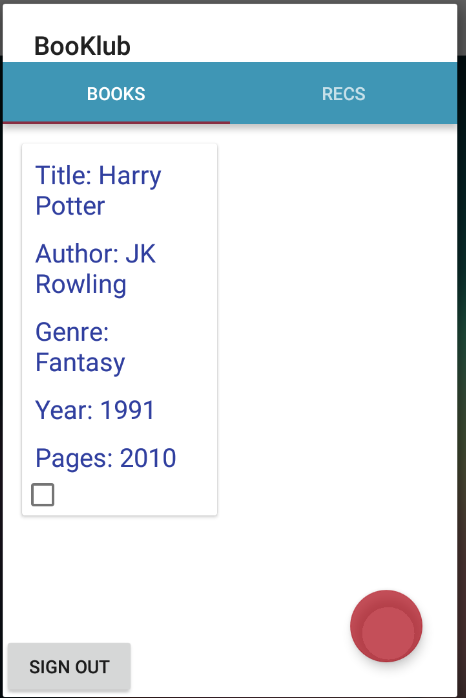 BooKlub
BOOKS
RECS
Title: Harry
Potter
Author: JK
Rowling
Genre:
Fantasy
Year: 1991
Pages: 2010
SIGN OUT